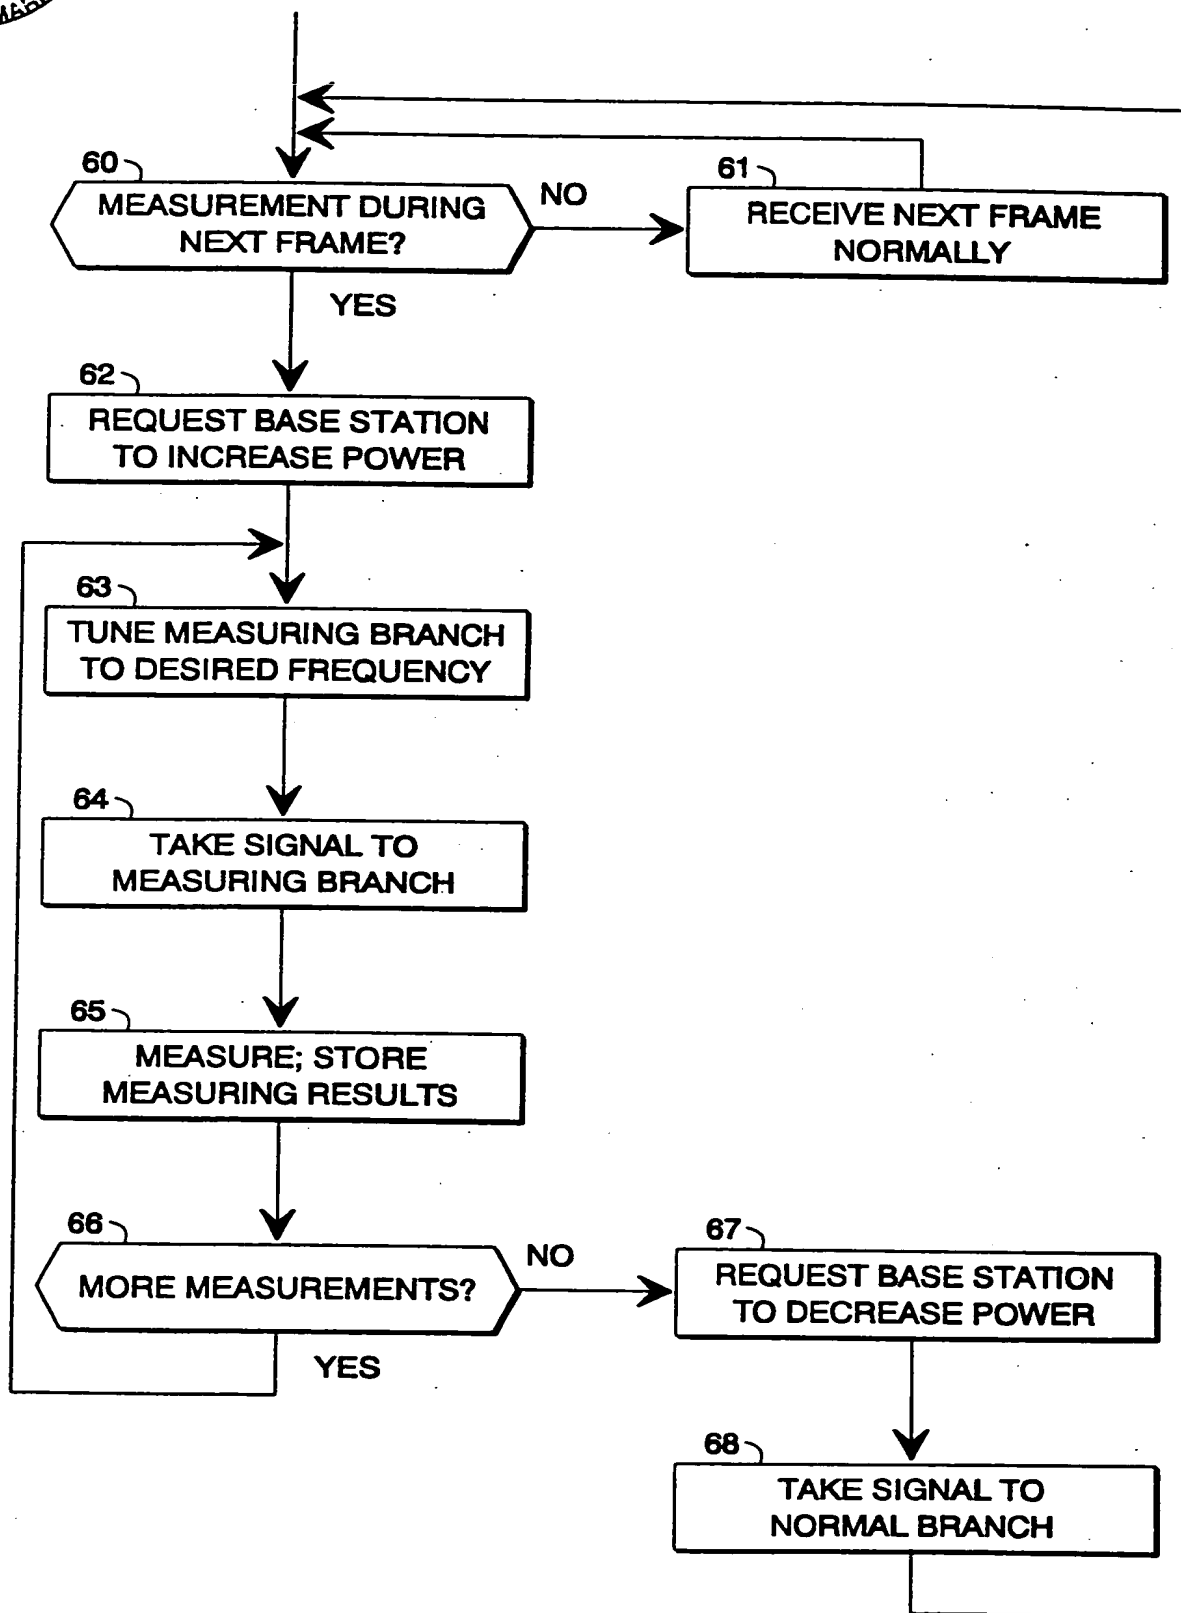 60
MEASUREMENT DURING
NEXT FRAME?
NO
61
RECEIVE NEXT FRAME
NORMALLY
YES
62
REQUEST BASE STATION
TO INCREASE POWER
63
TUNE MEASURING BRANCH
TO DESIRED FREQUENCY
64
TAKE SIGNAL TO
MEASURING BRANCH
65
MEASURE; STORE
MEASURING RESULTS
66
MORE MEASUREMENTS?
NO
YES
67
REQUEST BASE STATION
TO DECREASE POWER
68
TAKE SIGNAL TO
NORMAL BRANCH